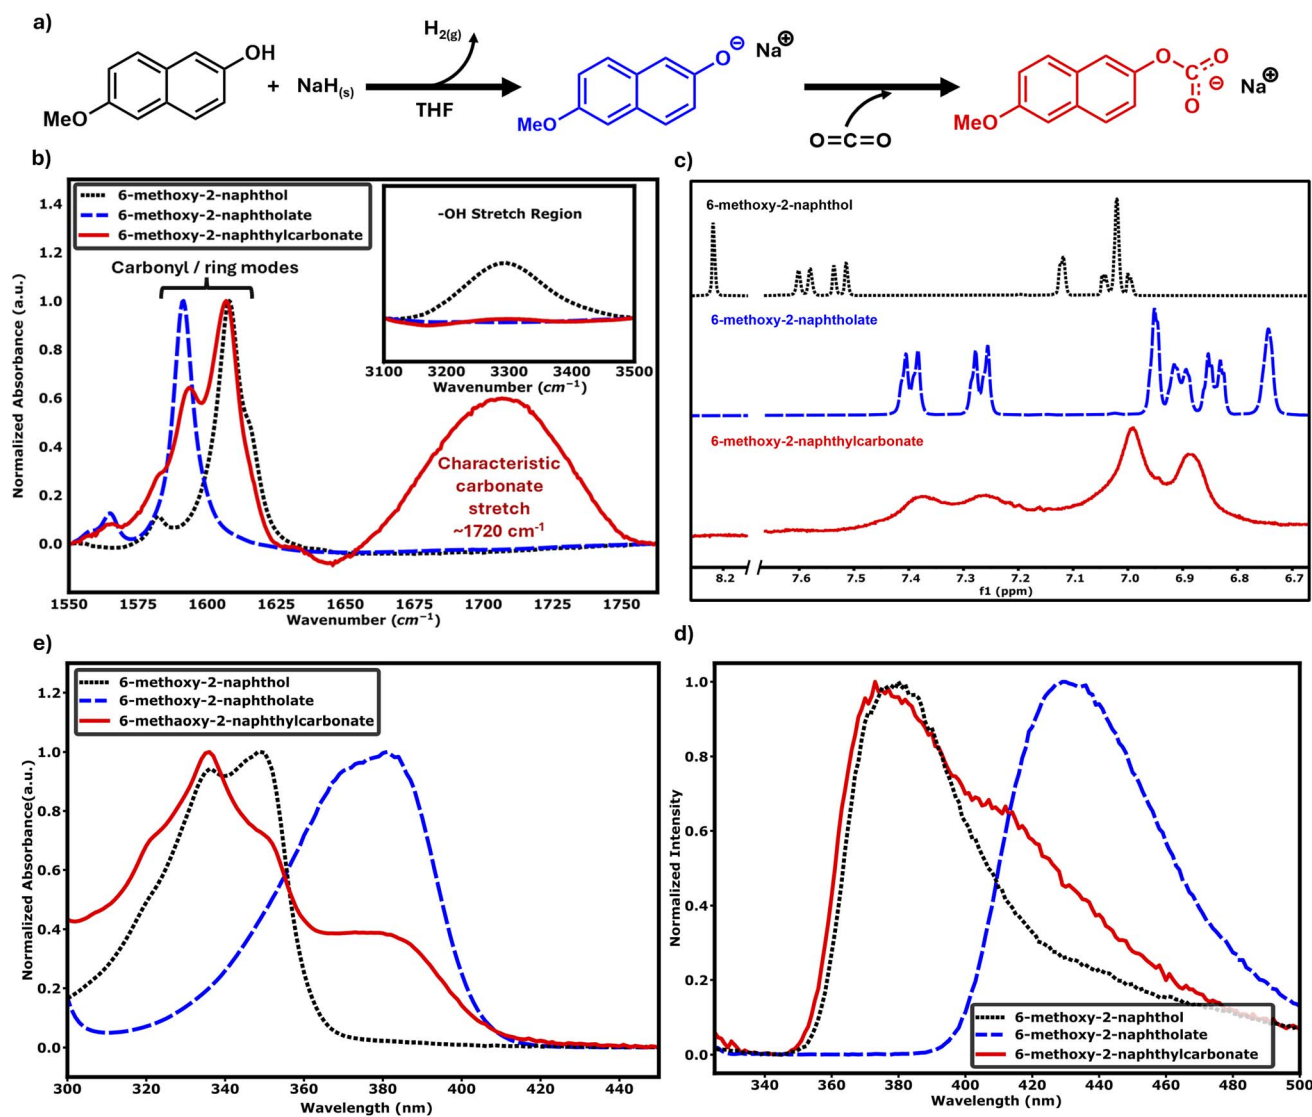 a)
OH
MeO
+ NaH(s)
H2(g)
THF
O⊖ Na⊕
MeO
O=C=O
O
C
O
⊖
O
Na⊕
MeO
b)
6-methoxy-2-naphthol
6-methoxy-2-naphtholate
6-methoxy-2-naphthylcarbonate
Carbonyl / ring modes
-OH Stretch Region
3100 3200 3300 3400 3500
Wavenumber (cm⁻¹)
Characteristic
carbonate
stretch
~1720 cm⁻¹
Normalized Absorbance (a.u.)
1.4
1.2
1.0
0.8
0.6
0.4
0.2
0.0
1550 1575 1600 1625 1650 1675 1700 1725 1750
Wavenumber (cm⁻¹)
c)
6-methoxy-2-naphthol
6-methoxy-2-naphtholate
6-methoxy-2-naphthylcarbonate
8.2 7.6 7.5 7.4 7.3 7.2 7.1 7.0 6.9 6.8 6.7
f1 (ppm)
e)
6-methoxy-2-naphthol
6-methoxy-2-naphtholate
6-methaoxy-2-naphthylcarbonate
Normalized Absorbance(a.u.)
1.2
1.0
0.8
0.6
0.4
0.2
0.0
300 320 340 360 380 400 420 440
Wavelength (nm)
d)
Normalized Intensity
1.0
0.8
0.6
0.4
0.2
0.0
6-methoxy-2-naphthol
6-methoxy-2-naphtholate
6-methoxy-2-naphthylcarbonate
340 360 380 400 420 440 460 480 500
Wavelength (nm)